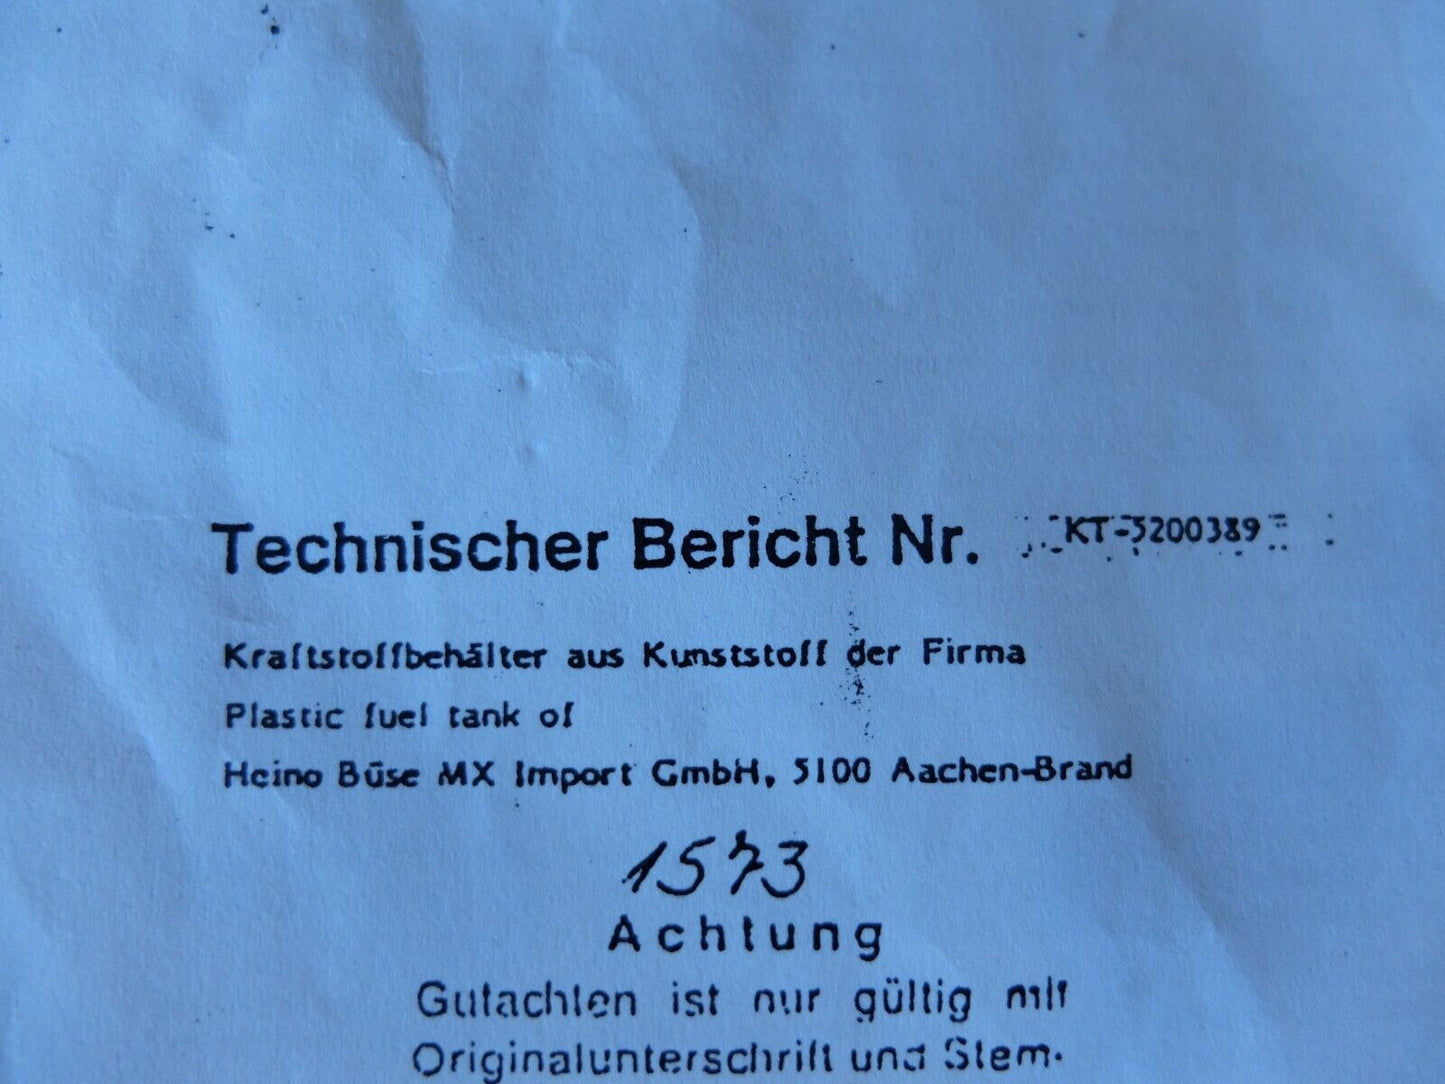 Technischer Bericht Nr. KT-3200389
Kraftstoffbehälter aus Kunststoff der Firma
Plastic fuel tank of
Heino Büse MX Import GmbH, 5100 Aachen-Brand
1573
Achtung
Gutachten ist nur gültig mit
Originalunterschrift und Stem-